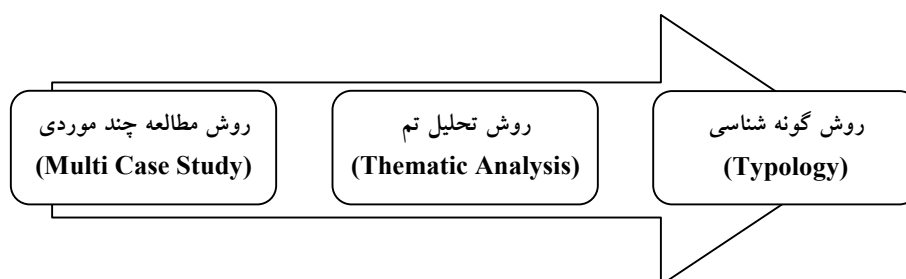 روش مطالعه چند موردی
(Multi Case Study)
روش تحلیل تم
(Thematic Analysis)
روش گونه شناسی
(Typology)